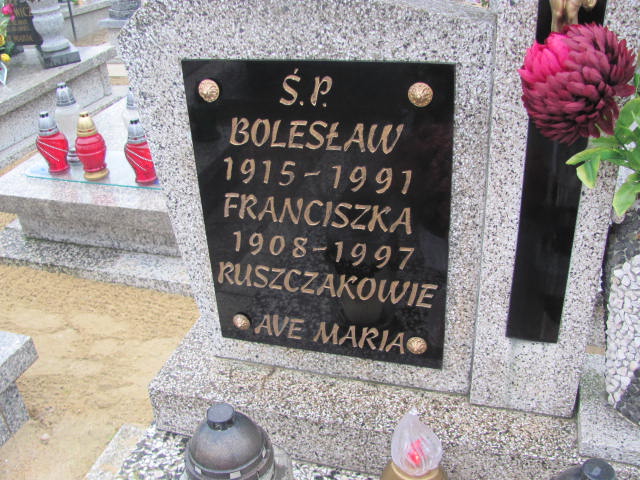 Ś.P.
BOLESŁAW
1915-1991
FRANCISZKA
1908-1997
RUSZCZAKOWIE
AVE MARIA